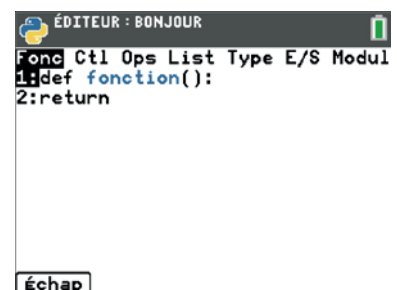 ÉDITEUR : BONJOUR
Fonc Ctl Ops List Type E/S Modul
1:def fonction():
2:return
Échap